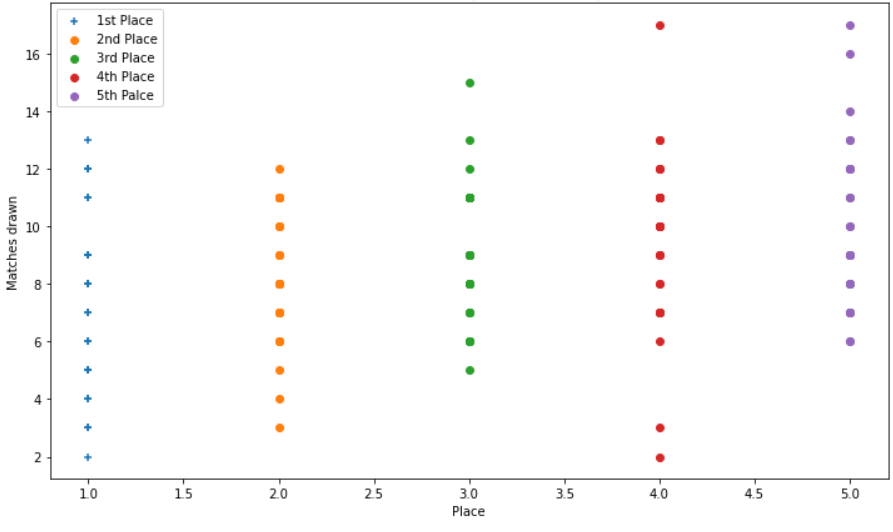 1st Place
2nd Place
3rd Place
4th Place
5th Palce
Matches drawn
16
14
12
10
8
6
4
2
1.0 1.5 2.0 2.5 3.0 3.5 4.0 4.5 5.0
Place